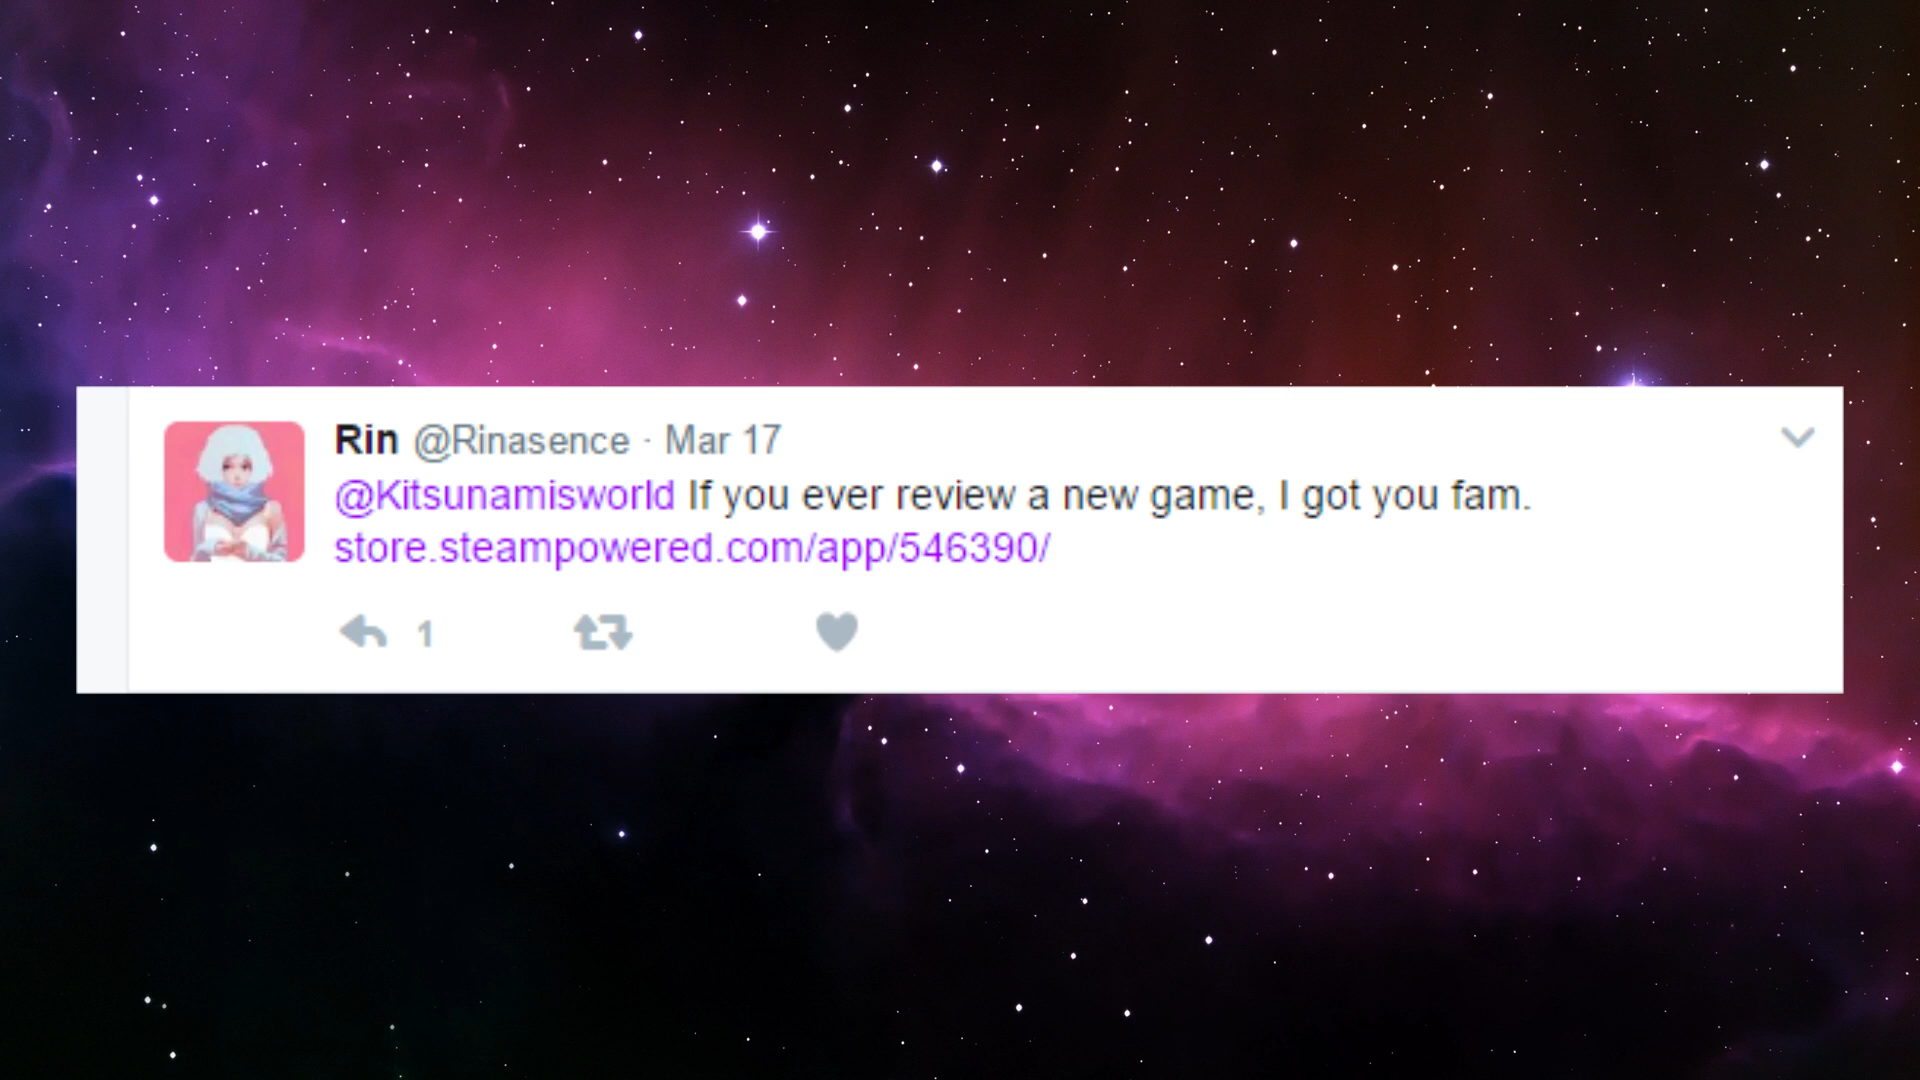 Rin @Rinasence · Mar 17
@Kitsunamisworld If you ever review a new game, I got you fam.
store.steampowered.com/app/546390/
1